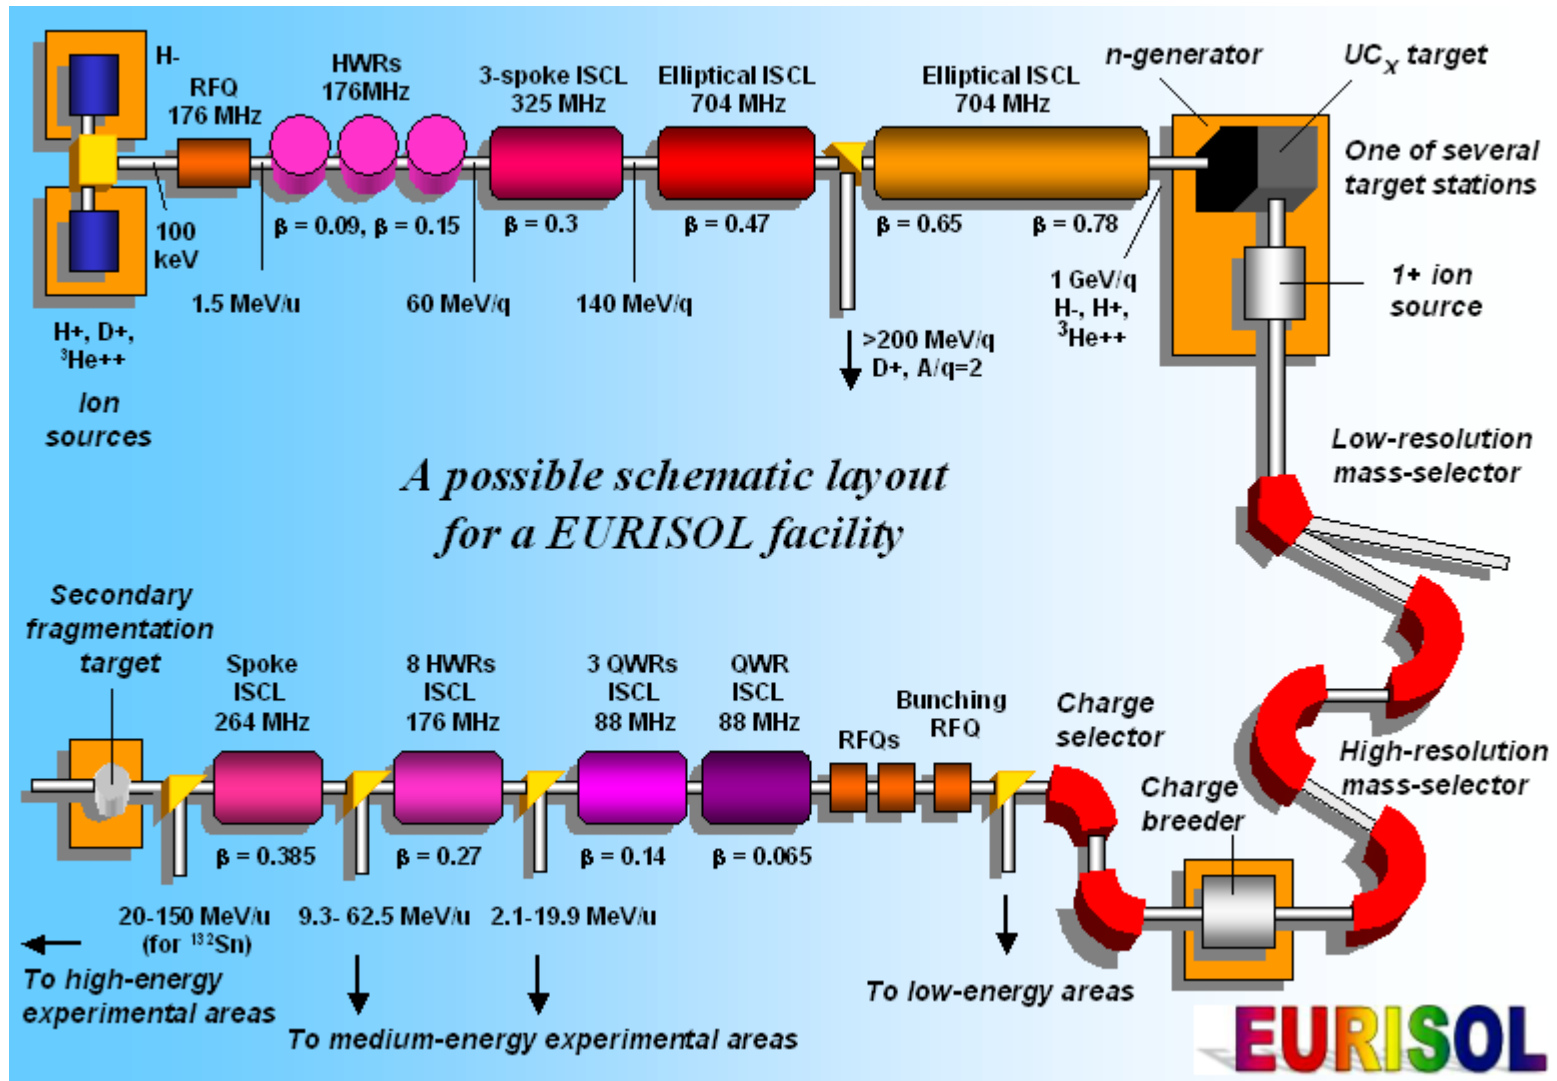 H-
RFQ
176 MHz
HWRs
176MHz
3-spoke ISCL
325 MHz
Elliptical ISCL
704 MHz
Elliptical ISCL
704 MHz
n-generator
UCx target
One of several
target stations
100
keV
β = 0.09, β = 0.15
β = 0.3
β = 0.47
β = 0.65
β = 0.78
1.5 MeV/u
60 MeV/q
140 MeV/q
1 GeV/q
H-, H+,
³He++
1+ ion
source
H+, D+,
³He++
>200 MeV/q
D+, A/q=2
Ion
sources
Low-resolution
mass-selector
A possible schematic layout
for a EURISOL facility
Secondary
fragmentation
target
Spoke
ISCL
264 MHz
8 HWRs
ISCL
176 MHz
3 QWRs
ISCL
88 MHz
QWR
ISCL
88 MHz
RFQs
Bunching
RFQ
Charge
selector
High-resolution
mass-selector
Charge
breeder
β = 0.385
β = 0.27
β = 0.14
β = 0.065
20-150 MeV/u
(for ¹³²Sn)
9.3- 62.5 MeV/u
2.1-19.9 MeV/u
To high-energy
experimental areas
To medium-energy experimental areas
To low-energy areas
EURISOL